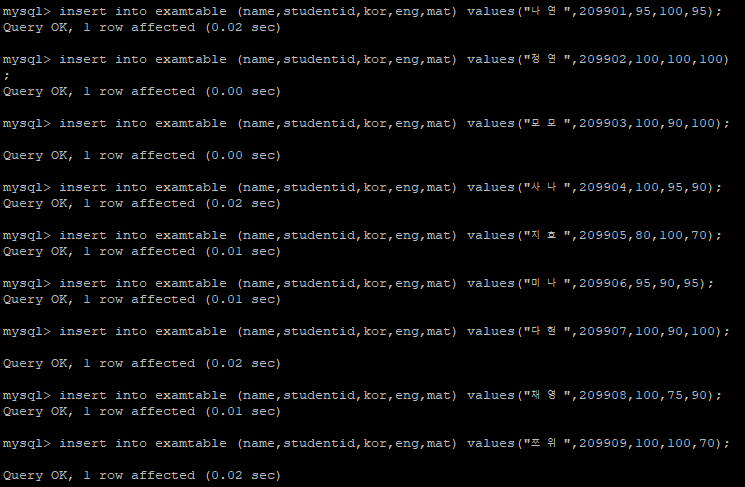 mysql> insert into examtable (name,studentid,kor,eng,mat) values("나연",209901,95,100,95);
Query OK, 1 row affected (0.02 sec)
mysql> insert into examtable (name,studentid,kor,eng,mat) values("정연",209902,100,100,100)
;
Query OK, 1 row affected (0.00 sec)
mysql> insert into examtable (name,studentid,kor,eng,mat) values("모모",209903,100,90,100);
Query OK, 1 row affected (0.00 sec)
mysql> insert into examtable (name,studentid,kor,eng,mat) values("사나",209904,100,95,90);
Query OK, 1 row affected (0.02 sec)
mysql> insert into examtable (name,studentid,kor,eng,mat) values("지효",209905,80,100,70);
Query OK, 1 row affected (0.01 sec)
mysql> insert into examtable (name,studentid,kor,eng,mat) values("미나",209906,95,90,95);
Query OK, 1 row affected (0.01 sec)
mysql> insert into examtable (name,studentid,kor,eng,mat) values("다현",209907,100,90,100);
Query OK, 1 row affected (0.02 sec)
mysql> insert into examtable (name,studentid,kor,eng,mat) values("채영",209908,100,75,90);
Query OK, 1 row affected (0.01 sec)
mysql> insert into examtable (name,studentid,kor,eng,mat) values("쯔위",209909,100,100,70);
Query OK, 1 row affected (0.02 sec)